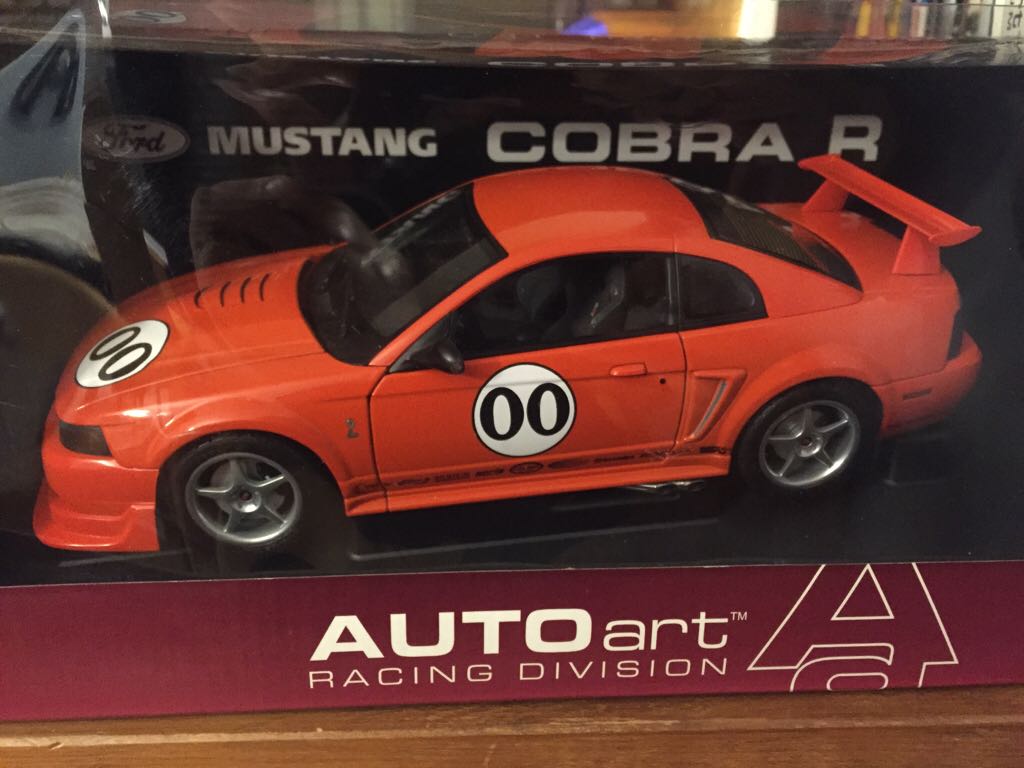 Ford MUSTANG COBRA R
00
00
AUTOart™
RACING DIVISION